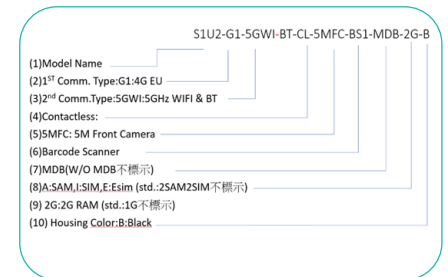 S1U2-G1-5GWI-BT-CL-5MFC-BS1-MDB-2G-B
(1)Model Name
(2)1ST Comm. Type:G1:4G EU
(3)2nd Comm.Type:5GWI:5GHz WIFI & BT
(4)Contactless:
(5)5MFC: 5M Front Camera
(6)Barcode Scanner
(7)MDB(W/O MDB不標示)
(8)A:SAM,I:SIM,E:Esim (std.:2SAM2SIM不標示)
(9) 2G:2G RAM (std.:1G不標示)
(10) Housing Color:B:Black